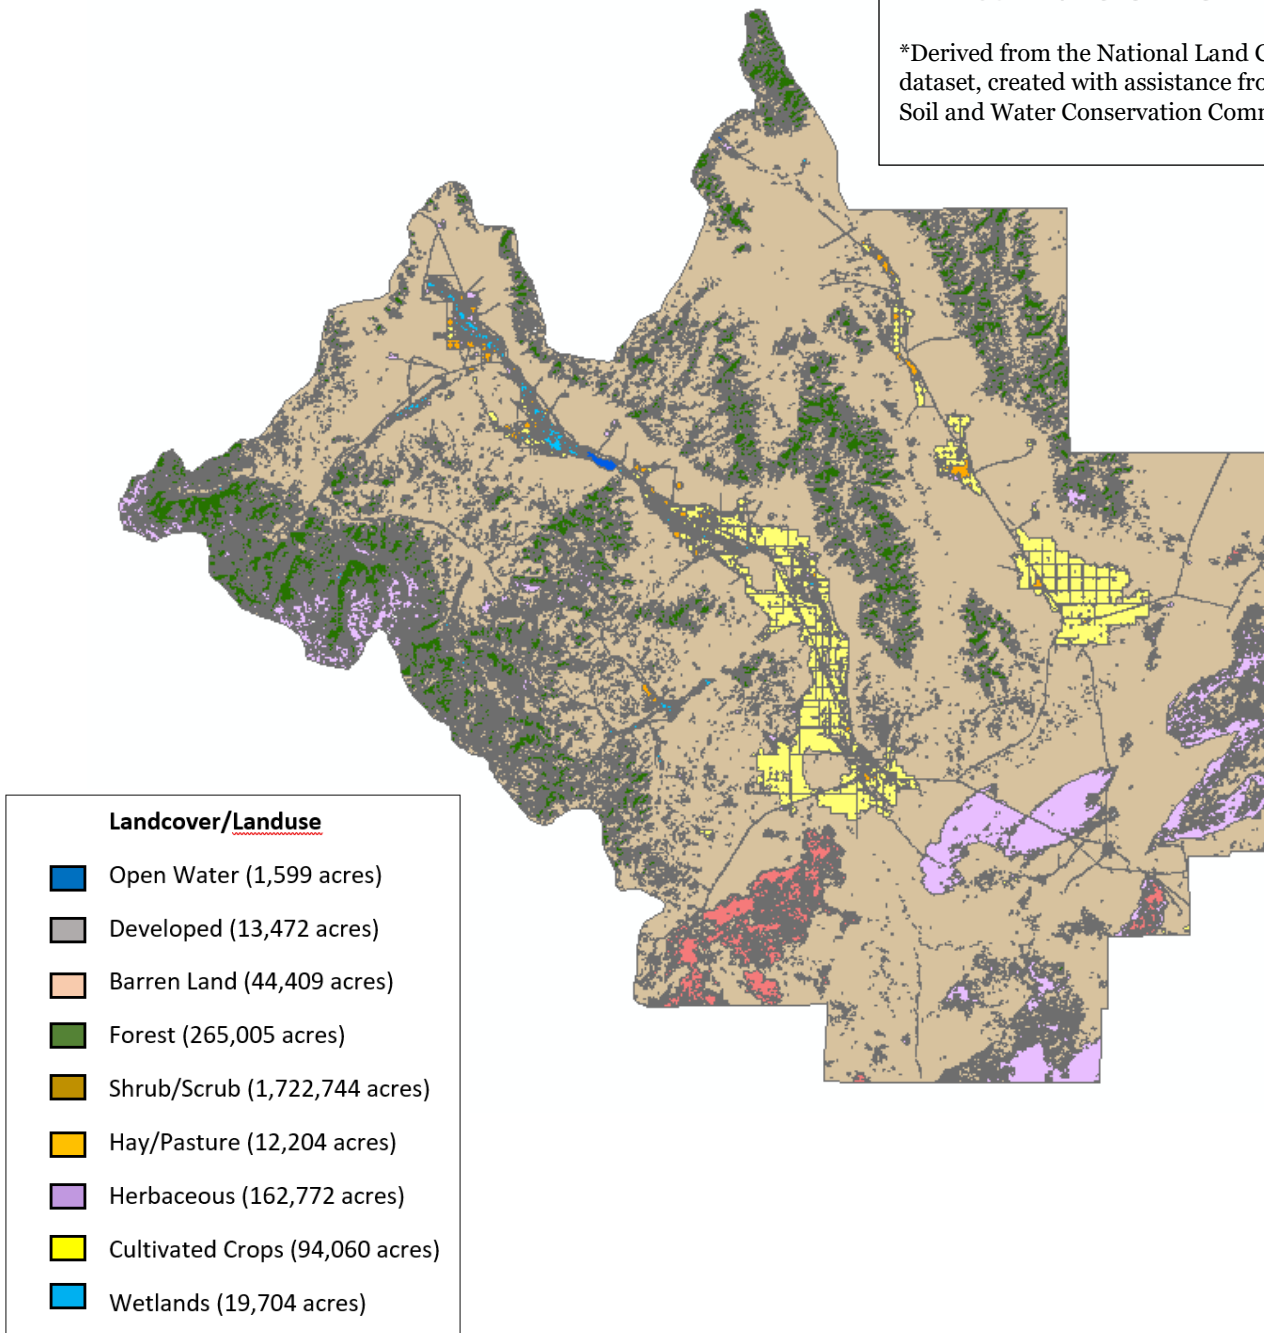 *Derived from the National Land
dataset, created with assistance
Soil and Water Conservation
Landcover/Landuse
Open Water (1,599 acres)
Developed (13,472 acres)
Barren Land (44,409 acres)
Forest (265,005 acres)
Shrub/Scrub (1,722,744 acres)
Hay/Pasture (12,204 acres)
Herbaceous (162,772 acres)
Cultivated Crops (94,060 acres)
Wetlands (19,704 acres)